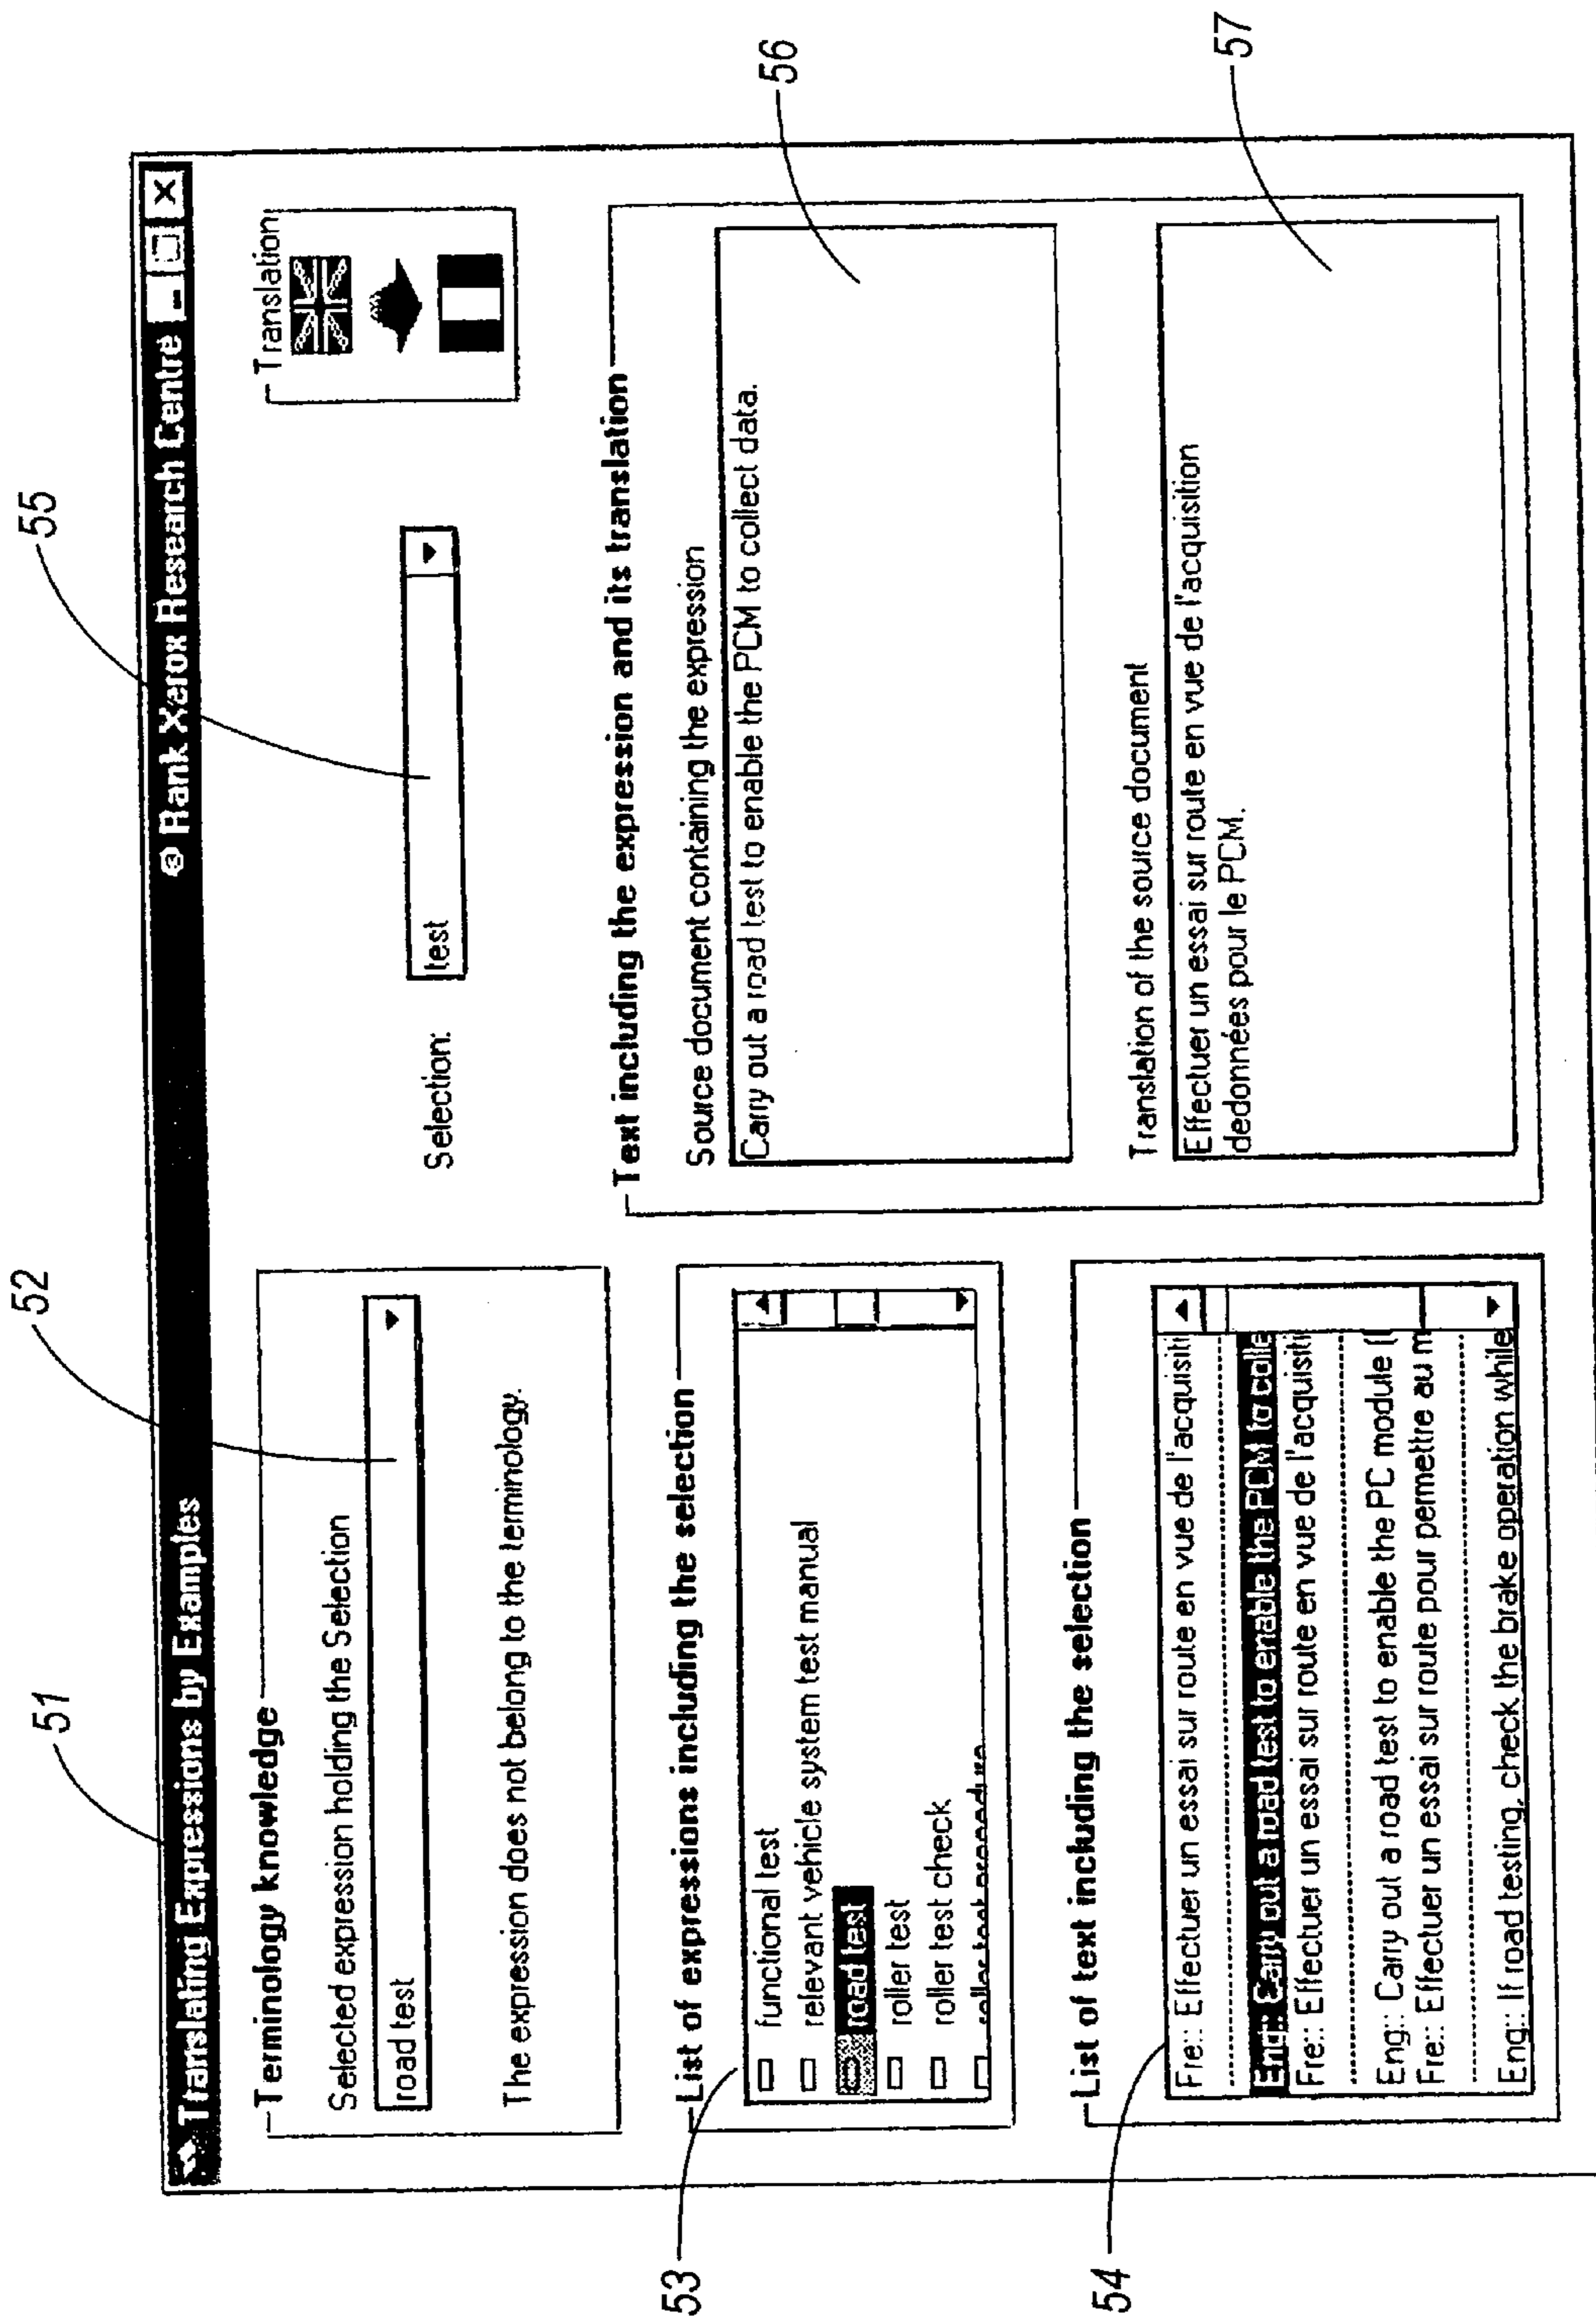 51
52
55
Translating Expressions by Examples
© Rank Xerox Research Centre
Terminology knowledge
Selected expression holding the Selection
road test
The expression does not belong to the terminology.
Selection:
test
Translation
53
List of expressions including the selection
functional test
relevant vehicle system test manual
road test
roller test
roller test check
roller test procedure
54
List of text including the selection
Fre:: Effectuer un essai sur route en vue de l'acquisiti
Eng:: Carry out a road test to enable the PCM to colle
Fre:: Effectuer un essai sur route en vue de l'acquisiti
Eng:: Carry out a road test to enable the PC module (
Fre:: Effectuer un essai sur route pour permettre au m
Eng:: If road testing, check the brake operation while
Text including the expression and its translation
Source document containing the expression
Carry out a road test to enable the PCM to collect data.
56
Translation of the source document
Effectuer un essai sur route en vue de l'acquisition
dedonnées pour le PCM.
57